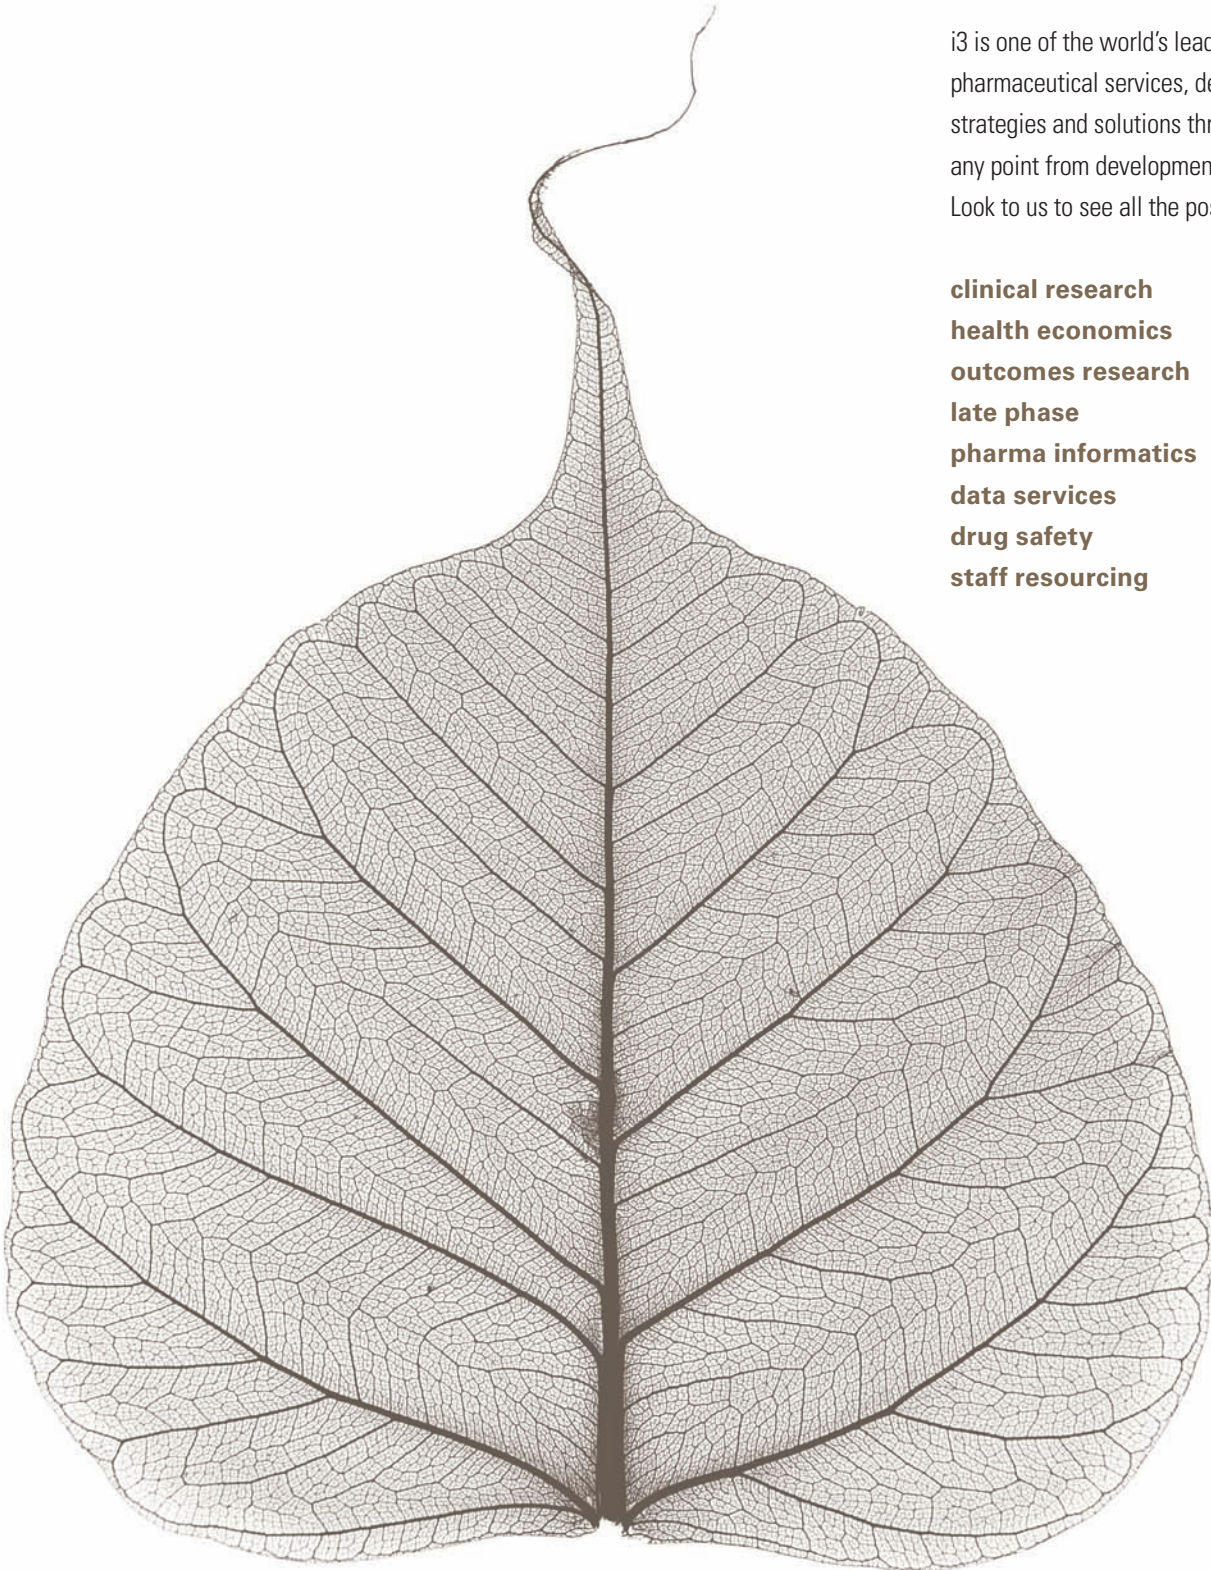 i3 is one of the world's lead
pharmaceutical services, de
strategies and solutions thr
any point from developmen
Look to us to see all the pos
clinical research
health economics
outcomes research
late phase
pharma informatics
data services
drug safety
staff resourcing